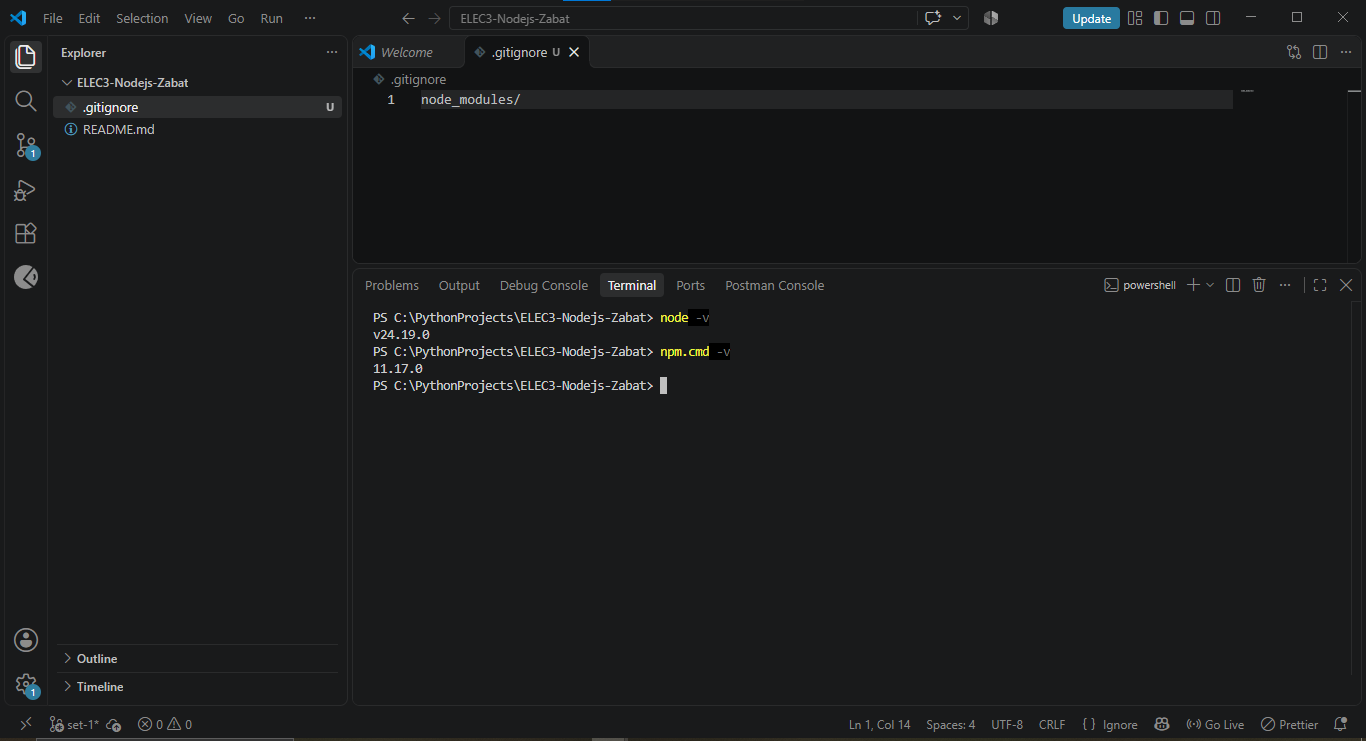 File Edit Selection View Go Run ···
ELEC3-Nodejs-Zabat
Update
Explorer ···
ELEC3-Nodejs-Zabat
.gitignore U
README.md
1
Outline
Timeline
1
Welcome
.gitignore U
.gitignore
1 node_modules/
Problems Output Debug Console Terminal Ports Postman Console
powershell
PS C:\PythonProjects\ELEC3-Nodejs-Zabat> node -v
v24.19.0
PS C:\PythonProjects\ELEC3-Nodejs-Zabat> npm.cmd -v
11.17.0
PS C:\PythonProjects\ELEC3-Nodejs-Zabat>
set-1* 0 0
Ln 1, Col 14 Spaces: 4 UTF-8 CRLF { } Ignore Go Live Prettier